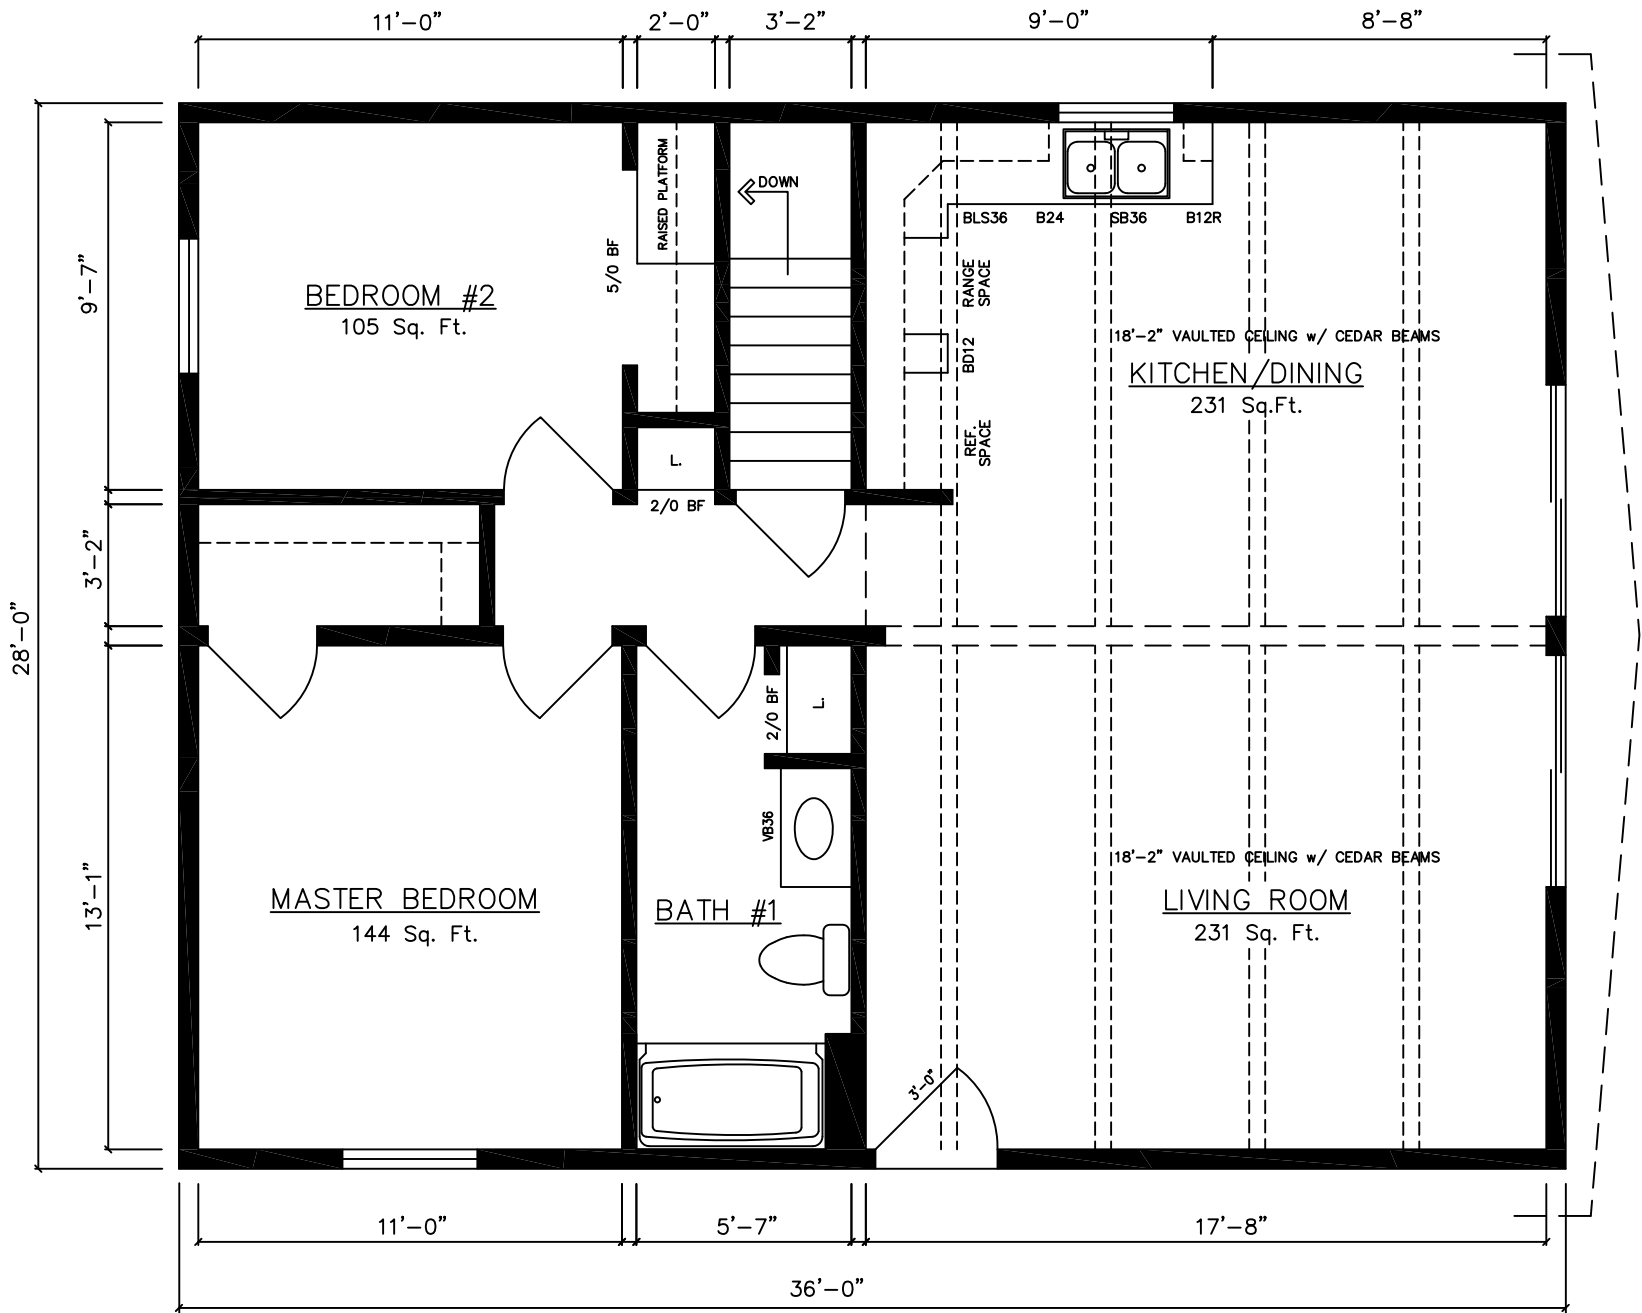 11'-0"
2'-0"
3'-2"
9'-0"
8'-8"
28'-0"
9'-7"
3'-2"
13'-1"
BEDROOM #2
105 Sq. Ft.
5/0 BF
RAISED PLATFORM
DOWN
L.
2/0 BF
BLS36
B24
SB36
B12R
RANGE
SPACE
BD12
REF.
SPACE
18'-2" VAULTED CEILING w/ CEDAR BEAMS
KITCHEN/DINING
231 Sq.Ft.
2/0 BF
L.
VB36
MASTER BEDROOM
144 Sq. Ft.
BATH #1
18'-2" VAULTED CEILING w/ CEDAR BEAMS
LIVING ROOM
231 Sq. Ft.
3'-0"
11'-0"
5'-7"
17'-8"
36'-0"